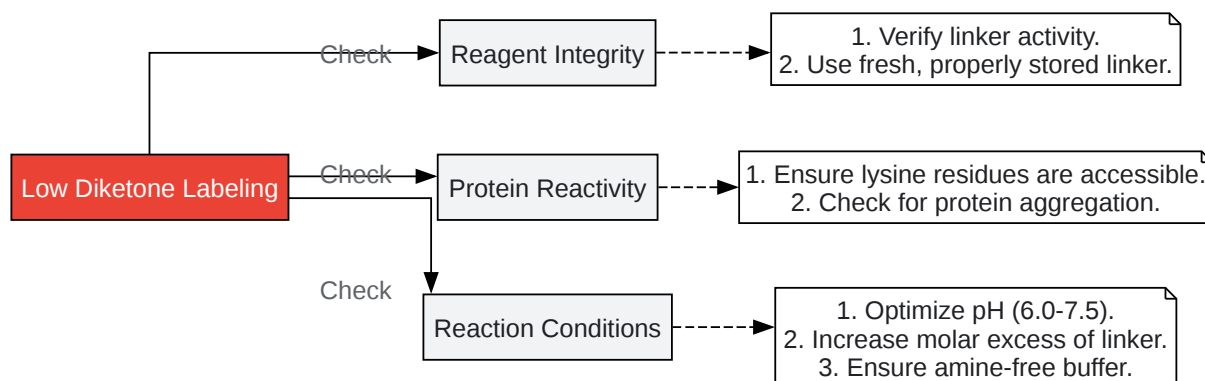 Check
Reagent Integrity
1. Verify linker activity.
2. Use fresh, properly stored linker.
Low Diketone Labeling
Check
Protein Reactivity
1. Ensure lysine residues are accessible.
2. Check for protein aggregation.
Check
Reaction Conditions
1. Optimize pH (6.0-7.5).
2. Increase molar excess of linker.
3. Ensure amine-free buffer.